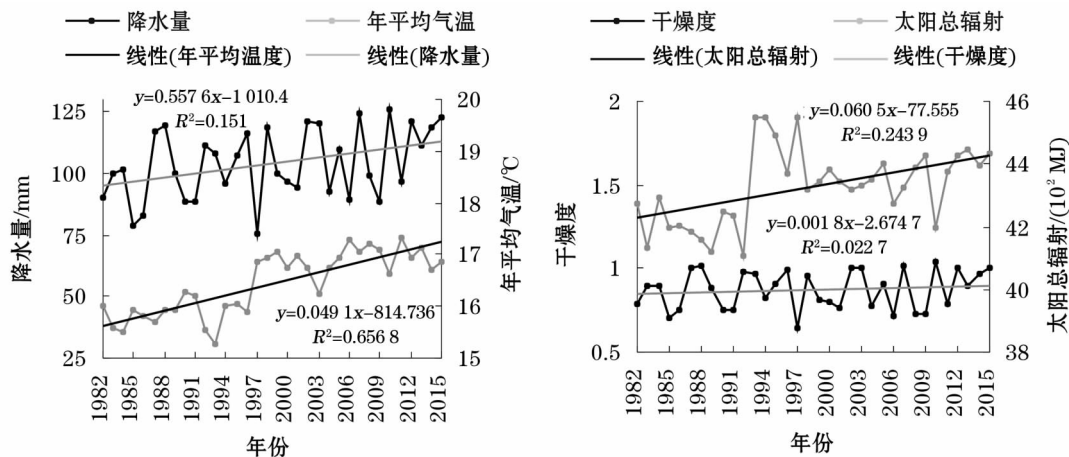 降水量 年平均气温
线性(年平均温度) 线性(降水量)
y=0.557 6x−1 010.4
R²=0.151
y=0.049 1x−814.736
R²=0.656 8
降水量/mm
125
100
75
50
25
年平均气温/℃
20
19
18
17
16
15
1982 1985 1988 1991 1994 1997 2000 2003 2006 2009 2012 2015
年份
干燥度 太阳总辐射
线性(太阳总辐射) 线性(干燥度)
y=0.060 5x−77.555
R²=0.243 9
y=0.001 8x−2.674 7
R²=0.022 7
干燥度
2
1.5
1
0.5
太阳总辐射/(10² MJ)
46
44
42
40
38
1982 1985 1988 1991 1994 1997 2000 2003 2006 2009 2012 2015
年份